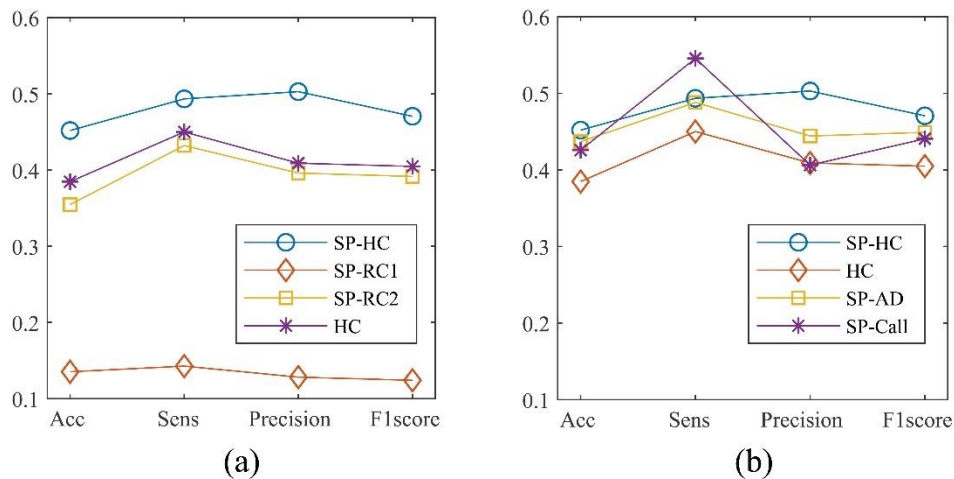 0.6
0.5
0.4
0.3
0.2
0.1
Acc Sens Precision F1score
SP-HC
SP-RC1
SP-RC2
HC
(a)
0.6
0.5
0.4
0.3
0.2
0.1
Acc Sens Precision F1score
SP-HC
HC
SP-AD
SP-Call
(b)